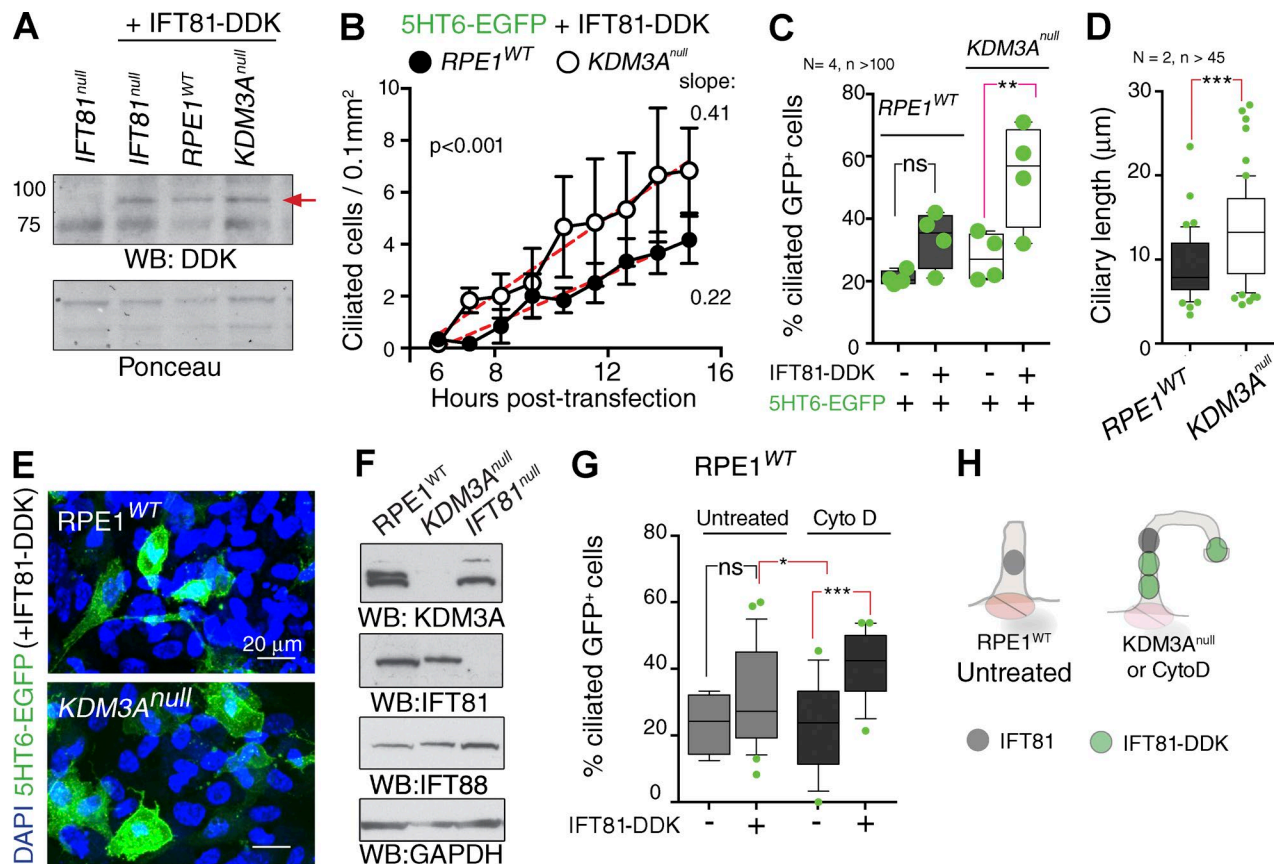 A
+ IFT81-DDK
IFT81null
IFT81null
RPE1WT
KDM3Anull
100
75
WB: DDK
Ponceau
B
5HT6-EGFP + IFT81-DDK
RPE1WT
KDM3Anull
slope:
0.41
p<0.001
0.22
Ciliated cells / 0.1mm2
10
8
6
4
2
0
6
8
12
16
Hours post-transfection
C
N= 4, n >100
KDM3Anull
RPE1WT
**
ns
% ciliated GFP+ cells
80
60
40
20
0
IFT81-DDK - + - +
5HT6-EGFP + + + +
D
N = 2, n > 45
***
Ciliary length (μm)
30
20
10
0
RPE1WT
KDM3Anull
E
DAPI 5HT6-EGFP (+IFT81-DDK)
RPE1WT
20 μm
KDM3Anull
F
RPE1WT
KDM3Anull
IFT81null
WB: KDM3A
WB:IFT81
WB:IFT88
WB:GAPDH
G
RPE1WT
Untreated
Cyto D
ns
*
***
% ciliated GFP+ cells
80
60
40
20
0
IFT81-DDK - + - +
H
RPE1WT
Untreated
KDM3Anull
or CytoD
IFT81
IFT81-DDK